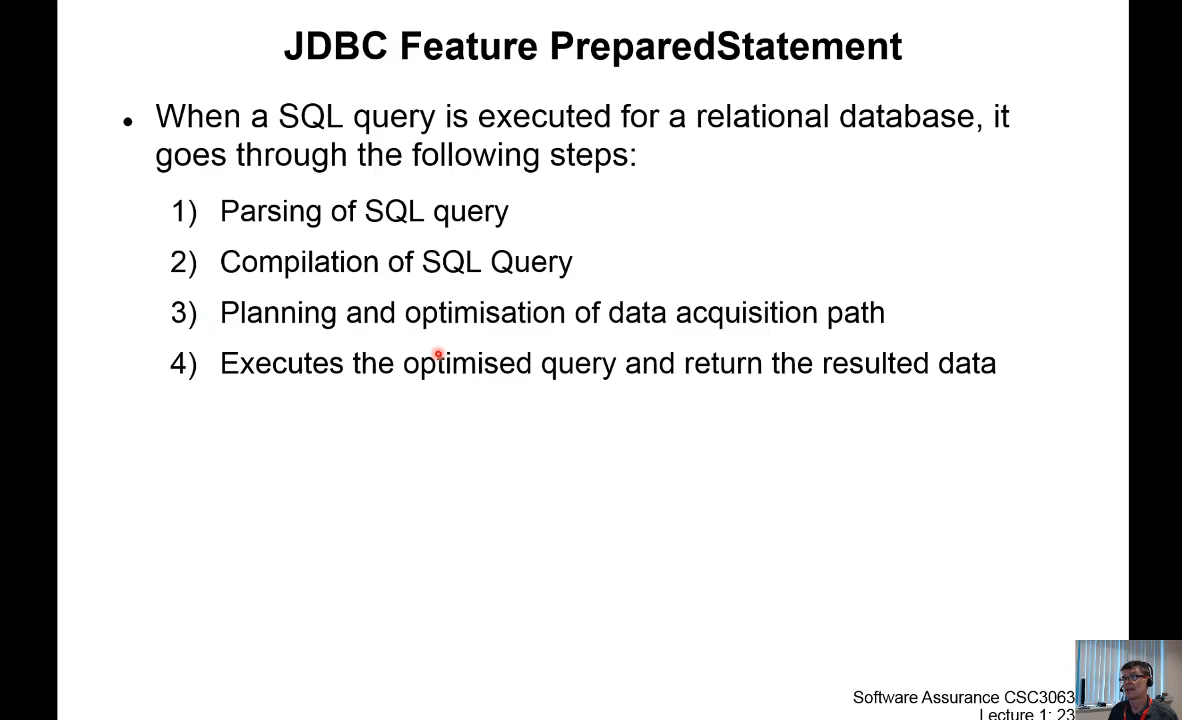 JDBC Feature PreparedStatement
• When a SQL query is executed for a relational database, it
goes through the following steps:
1) Parsing of SQL query
2) Compilation of SQL Query
3) Planning and optimisation of data acquisition path
4) Executes the optimised query and return the resulted data
Software Assurance CSC3063
Lecture 1: 23